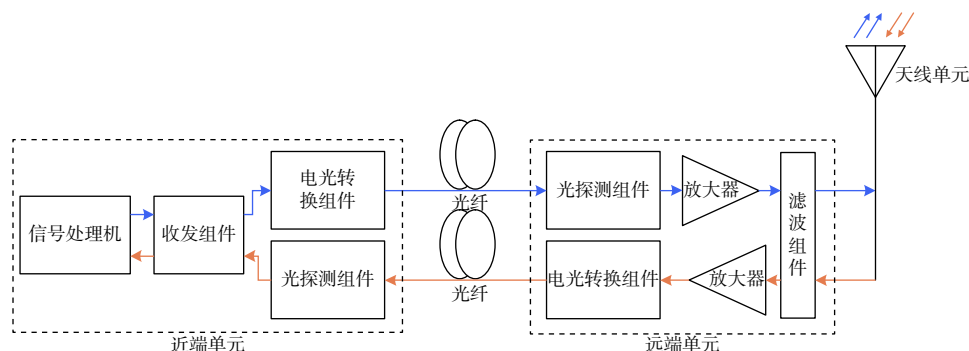 天线单元
电光转
换组件
光纤
光探测组件
放大器
滤
波
组
件
信号处理机
收发组件
光探测组件
光纤
电光转换组件
放大器
近端单元
远端单元